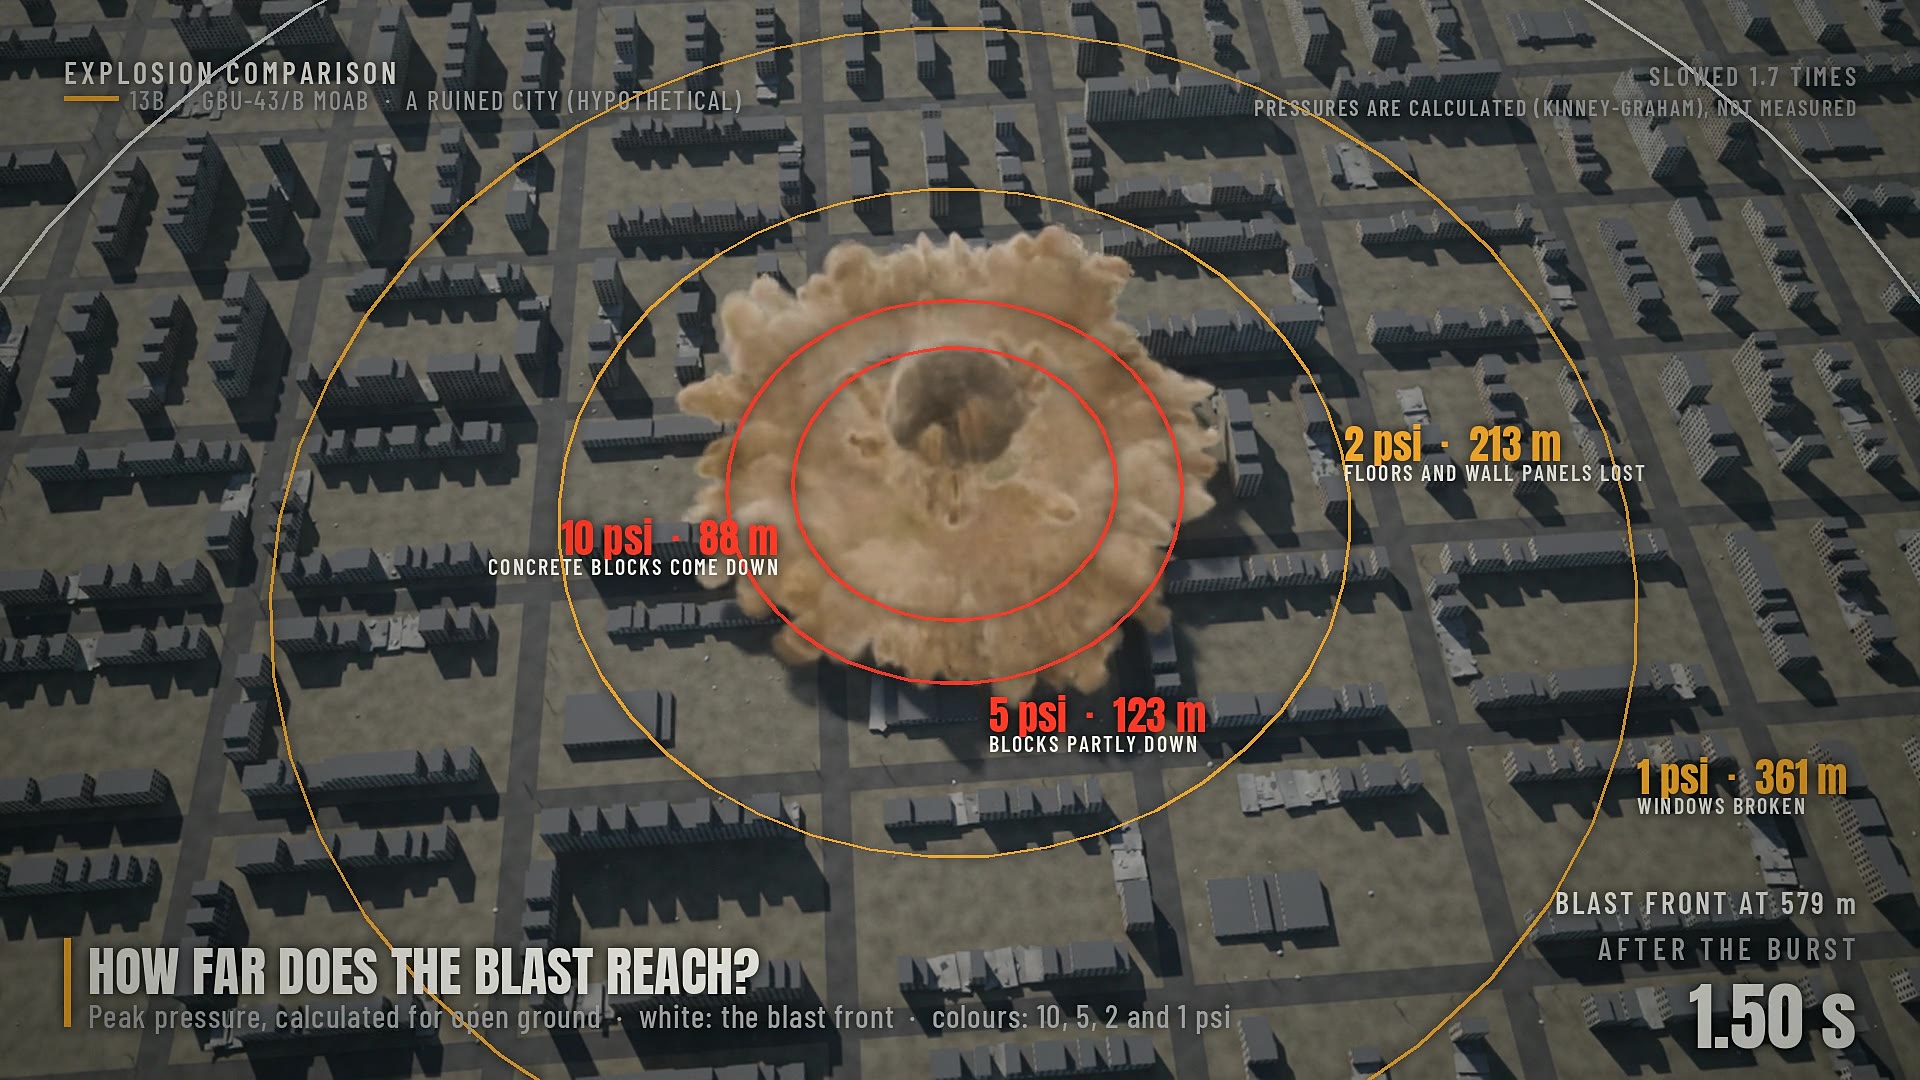 EXPLOSION COMPARISON
13B / GBU-43/B MOAB · A RUINED CITY (HYPOTHETICAL)
SLOWED 1.7 TIMES
PRESSURES ARE CALCULATED (KINNEY-GRAHAM), NOT MEASURED
2 psi · 213 m
FLOORS AND WALL PANELS LOST
10 psi · 88 m
CONCRETE BLOCKS COME DOWN
5 psi · 123 m
BLOCKS PARTLY DOWN
1 psi · 361 m
WINDOWS BROKEN
BLAST FRONT AT 579 m
AFTER THE BURST
1.50 s
HOW FAR DOES THE BLAST REACH?
Peak pressure, calculated for open ground · white: the blast front · colours: 10, 5, 2 and 1 psi